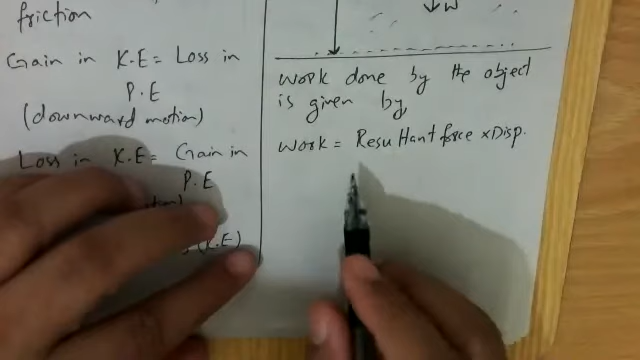 friction
Gain in K.E = Loss in
P.E
(downward motion)
Loss in K.E = Gain in
P.E
(K.E)
↓W
work done by the object
is given by,
work = Resultant force × Disp.